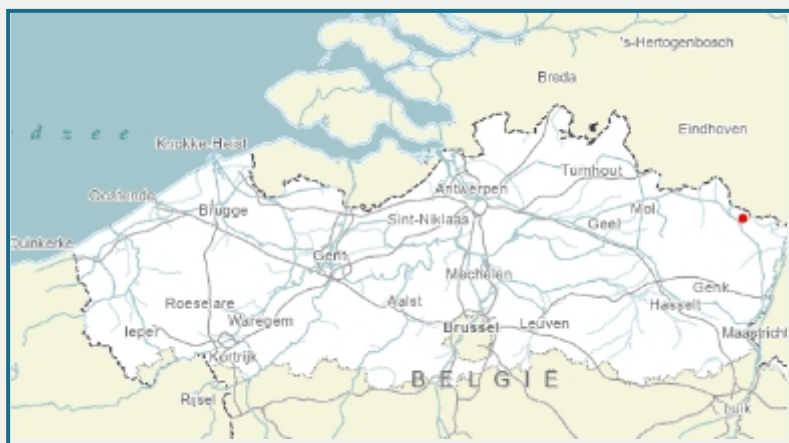 's-Hertogenbosch
Breda
Eindhoven
d z e e
Knokke-Heist
Turnhout
Antwerpen
Oostende
Brugge
Sint-Niklaas
Geel
Mol
Duinkerke
Gent
Mechelen
Genk
Roeselare
Aalst
Hasselt
Ieper
Waregem
Brussel
Leuven
Maastricht
Kortrijk
BELGIË
Rijsel
Luik